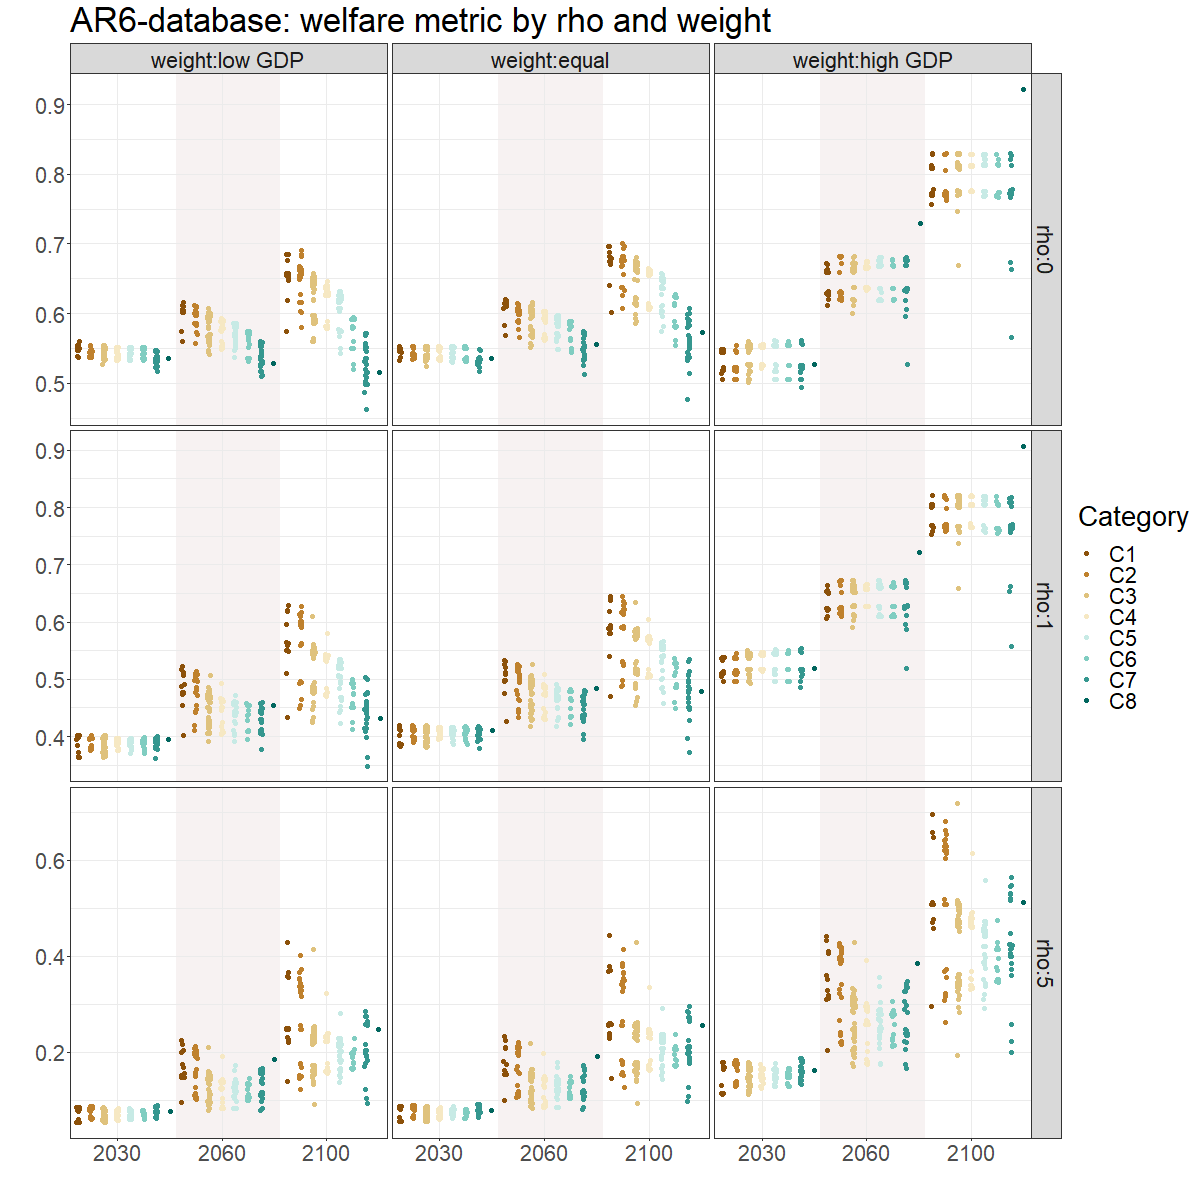 AR6-database: welfare metric by rho and weight
weight:low GDP
weight:equal
weight:high GDP
0.9
0.8
0.7
0.6
0.5
rho:0
0.9
0.8
0.7
0.6
0.5
0.4
rho:1
0.6
0.4
0.2
rho:5
2030
2060
2100
2030
2060
2100
2030
2060
2100
Category
C1
C2
C3
C4
C5
C6
C7
C8